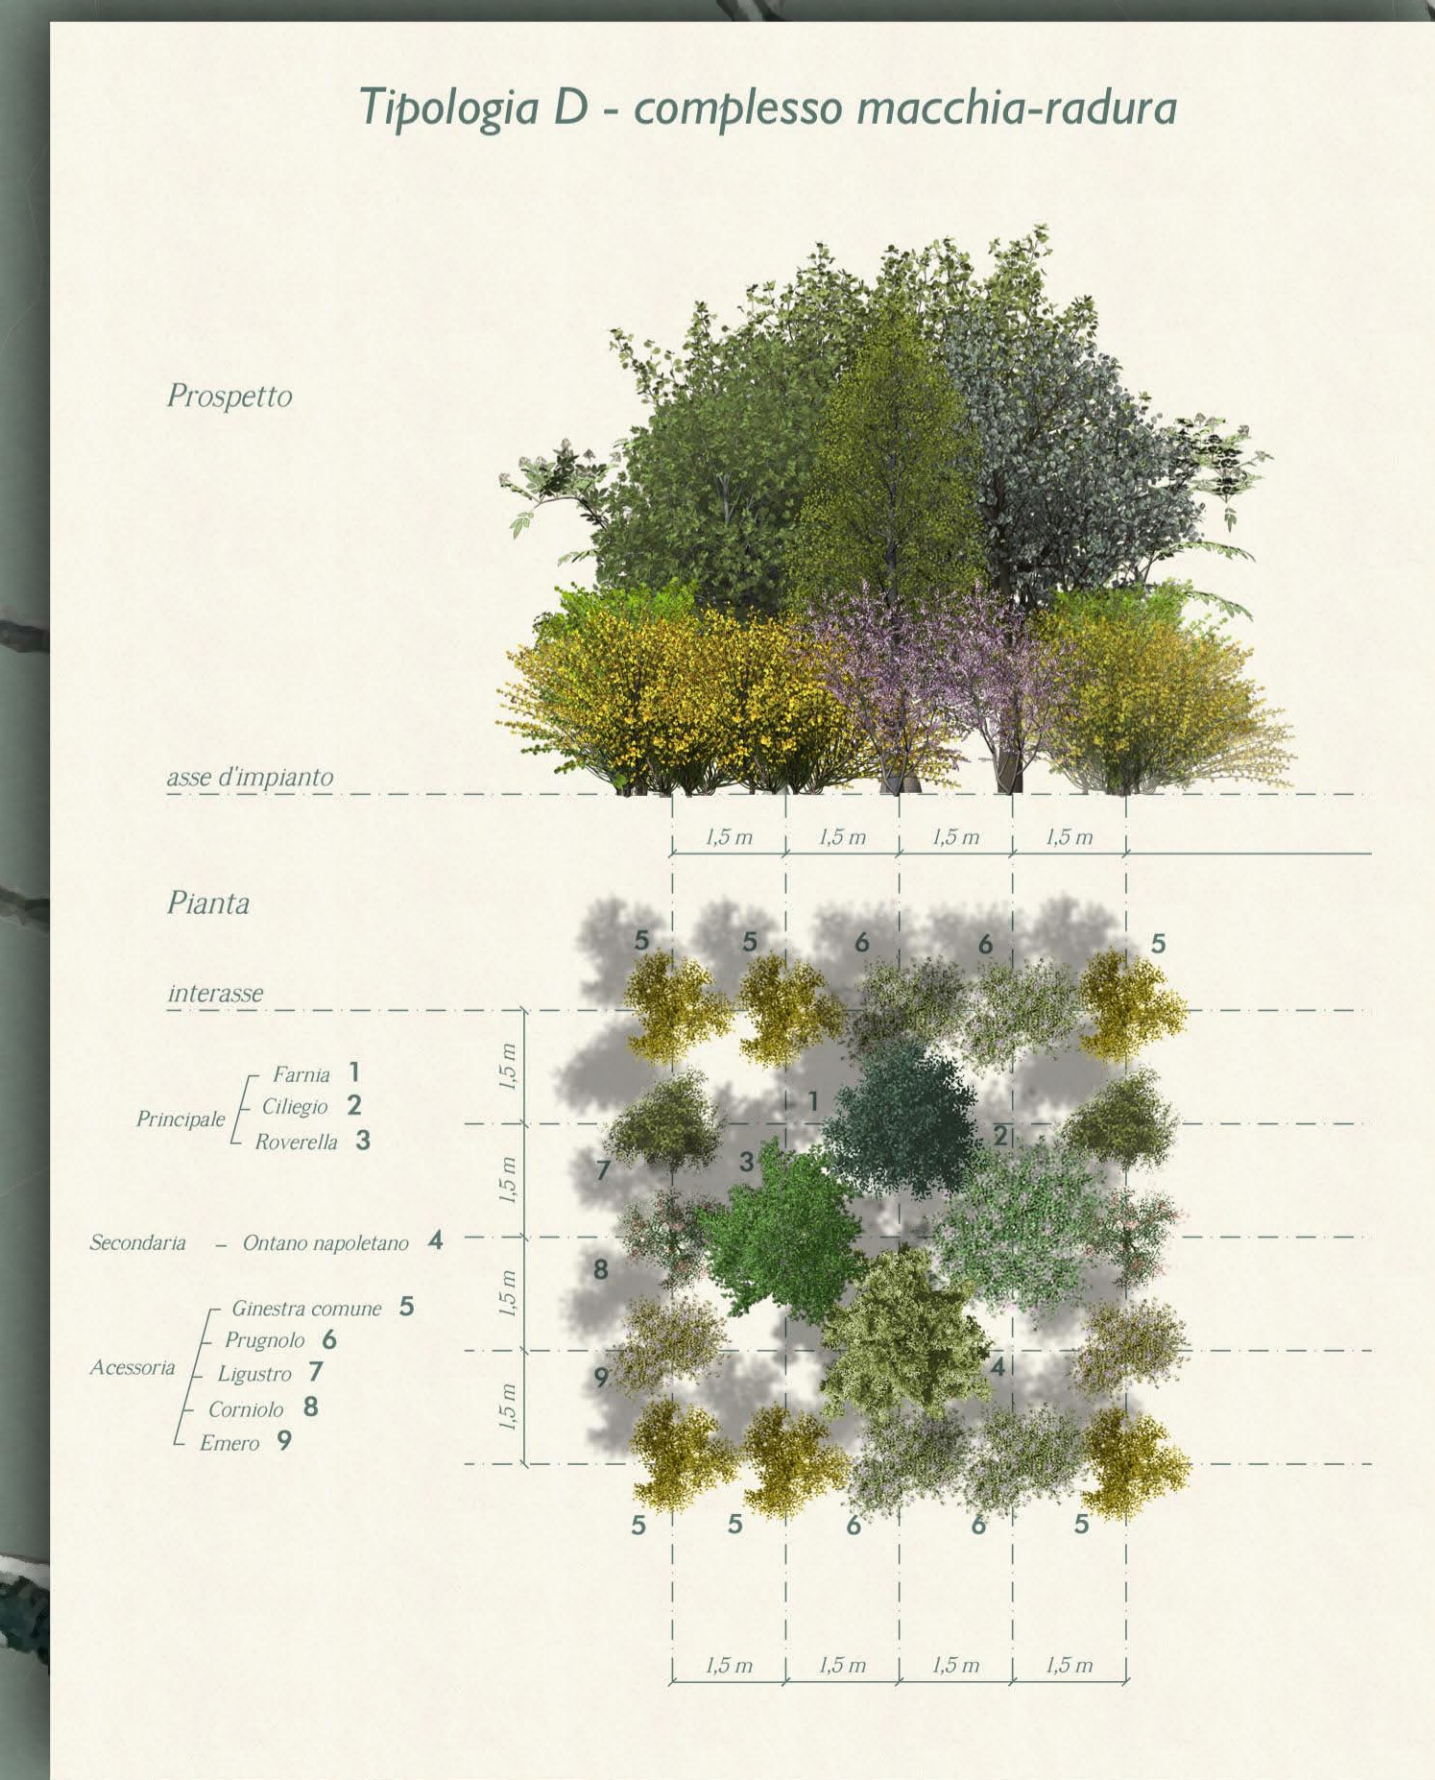 Tipologia D - complesso macchia-radura
Prospetto
asse d'impianto
1,5 m 1,5 m 1,5 m 1,5 m
Pianta
5 5 6 6 5
interasse
1,5 m
Farnia 1
Principale Ciliegio 2
Roverella 3
1
2
3
1,5 m
7
Secondaria – Ontano napoletano 4
8
1,5 m
Ginestra comune 5
Prugnolo 6
Acessoria Ligustro 7
Corniolo 8
Emero 9
4
9
1,5 m
5 5 6 6 5
1,5 m 1,5 m 1,5 m 1,5 m